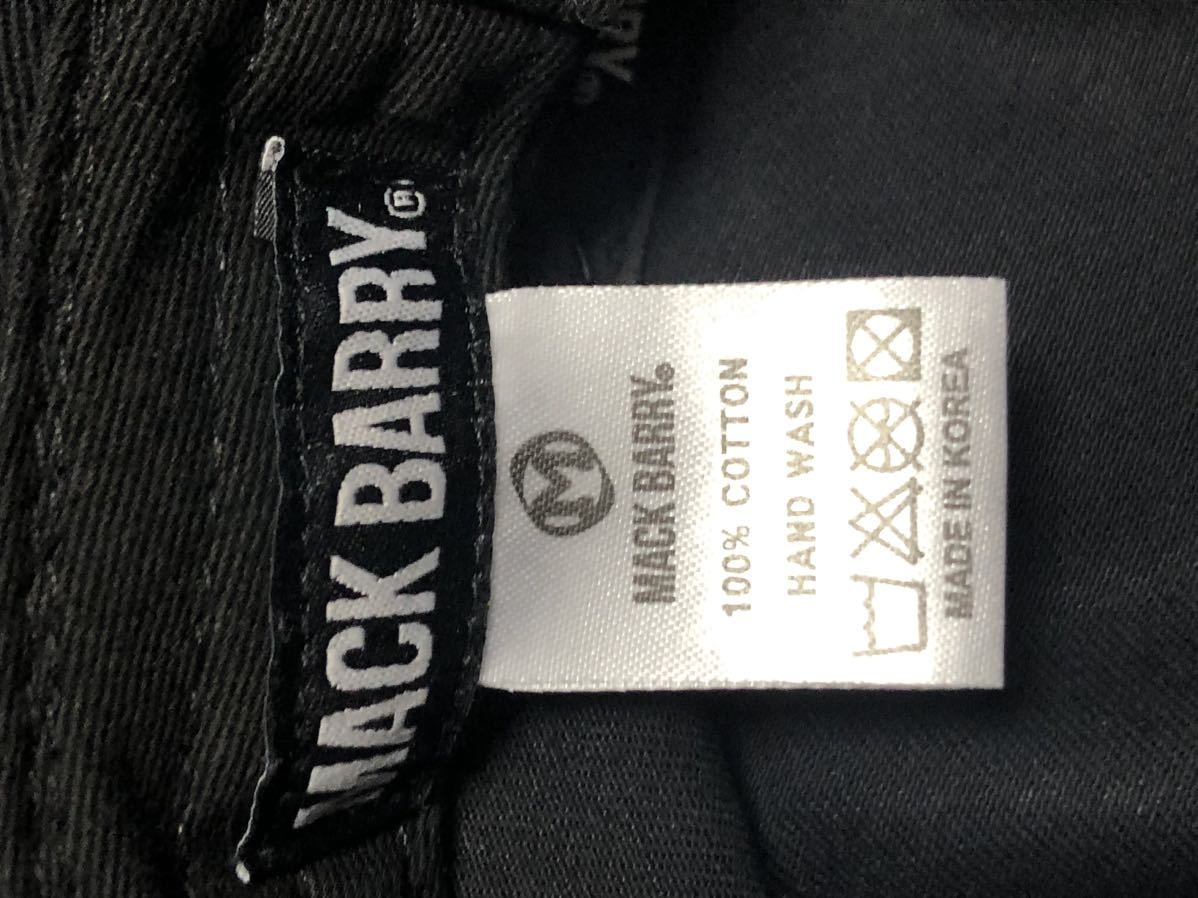 MACK BARRY®
M
MACK BARRY®
100% COTTON
HAND WASH
MADE IN KOREA